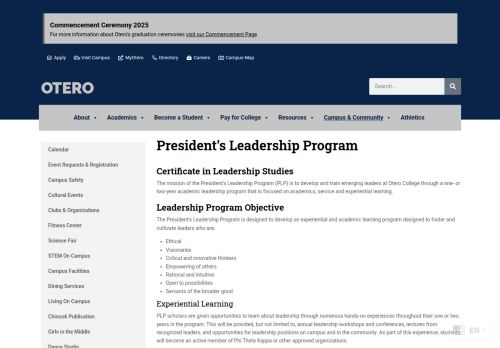 Commencement Ceremony 2025
For more information about Otero's graduation ceremonies visit our Commencement Page
Apply Visit Campus MyOtero Directory Careers Campus Map
OTERO
Search...
About Academics Become a Student Pay for College Resources Campus & Community Athletics
Calendar
Event Requests & Registration
Campus Safety
Cultural Events
Clubs & Organizations
Fitness Center
Science Fair
STEM On Campus
Campus Facilities
Dining Services
Living On Campus
Chinook Publication
Girls in the Middle
Dance Studio
President's Leadership Program
Certificate in Leadership Studies
The mission of the President's Leadership Program (PLP) is to develop and train emerging leaders at Otero College through a one- or
two-year academic leadership program that is focused on academics, service and experiential learning.
Leadership Program Objective
The President's Leadership Program is designed to develop an experiential and academic learning program designed to foster and
cultivate leaders who are:
Ethical
Visionaries
Critical and innovative thinkers
Empowering of others
Rational and intuitive
Open to possibilities
Servants of the broader good
Experiential Learning
PLP scholars are given opportunities to learn about leadership through numerous hands-on experiences throughout their one or two
years in the program. This will be provided, but not limited to, annual leadership workshops and conferences, lectures from
recognized leaders, and opportunities for leadership positions on campus and in the community. As part of this experience, students
will become an active member of Phi Theta Kappa or other approved organizations.
EN